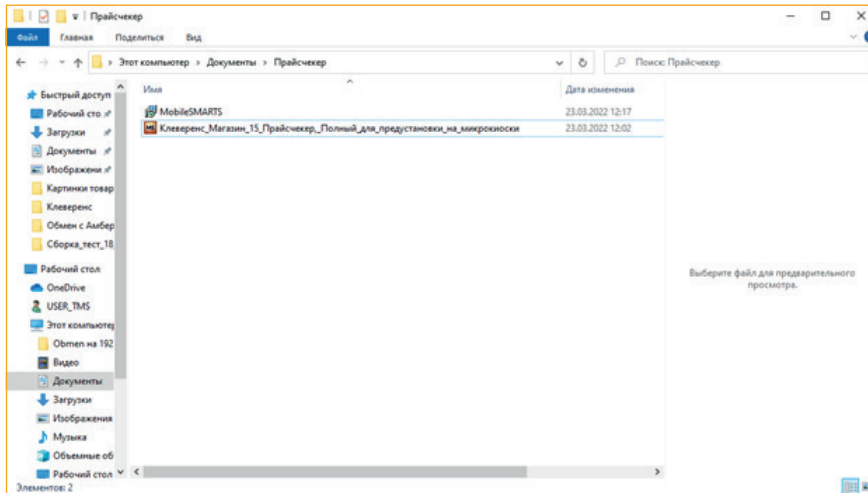 Прайсчекер
Файл Главная Поделиться Вид
Этот компьютер > Документы > Прайсчекер
Поиск: Прайсчекер
Имя
Дата изменения
MobileSMARTS 23.03.2022 12:17
Клеверенс_Магазин_15_Прайсчекер,_Полный_для_предустановки_на_микрокиоски 23.03.2022 12:02
Быстрый доступ
Рабочий сто
Загрузки
Документы
Изображени
Картинки товар
Клеверенс
Обмен с Амбер
Сборка_тест_18
Рабочий стол
OneDrive
USER_TMS
Этот компьютер
Obmen на 192
Видео
Документы
Загрузки
Изображения
Музыка
Объемные об
Рабочий стол
Выберите файл для предварительного
просмотра.
Элементов: 2